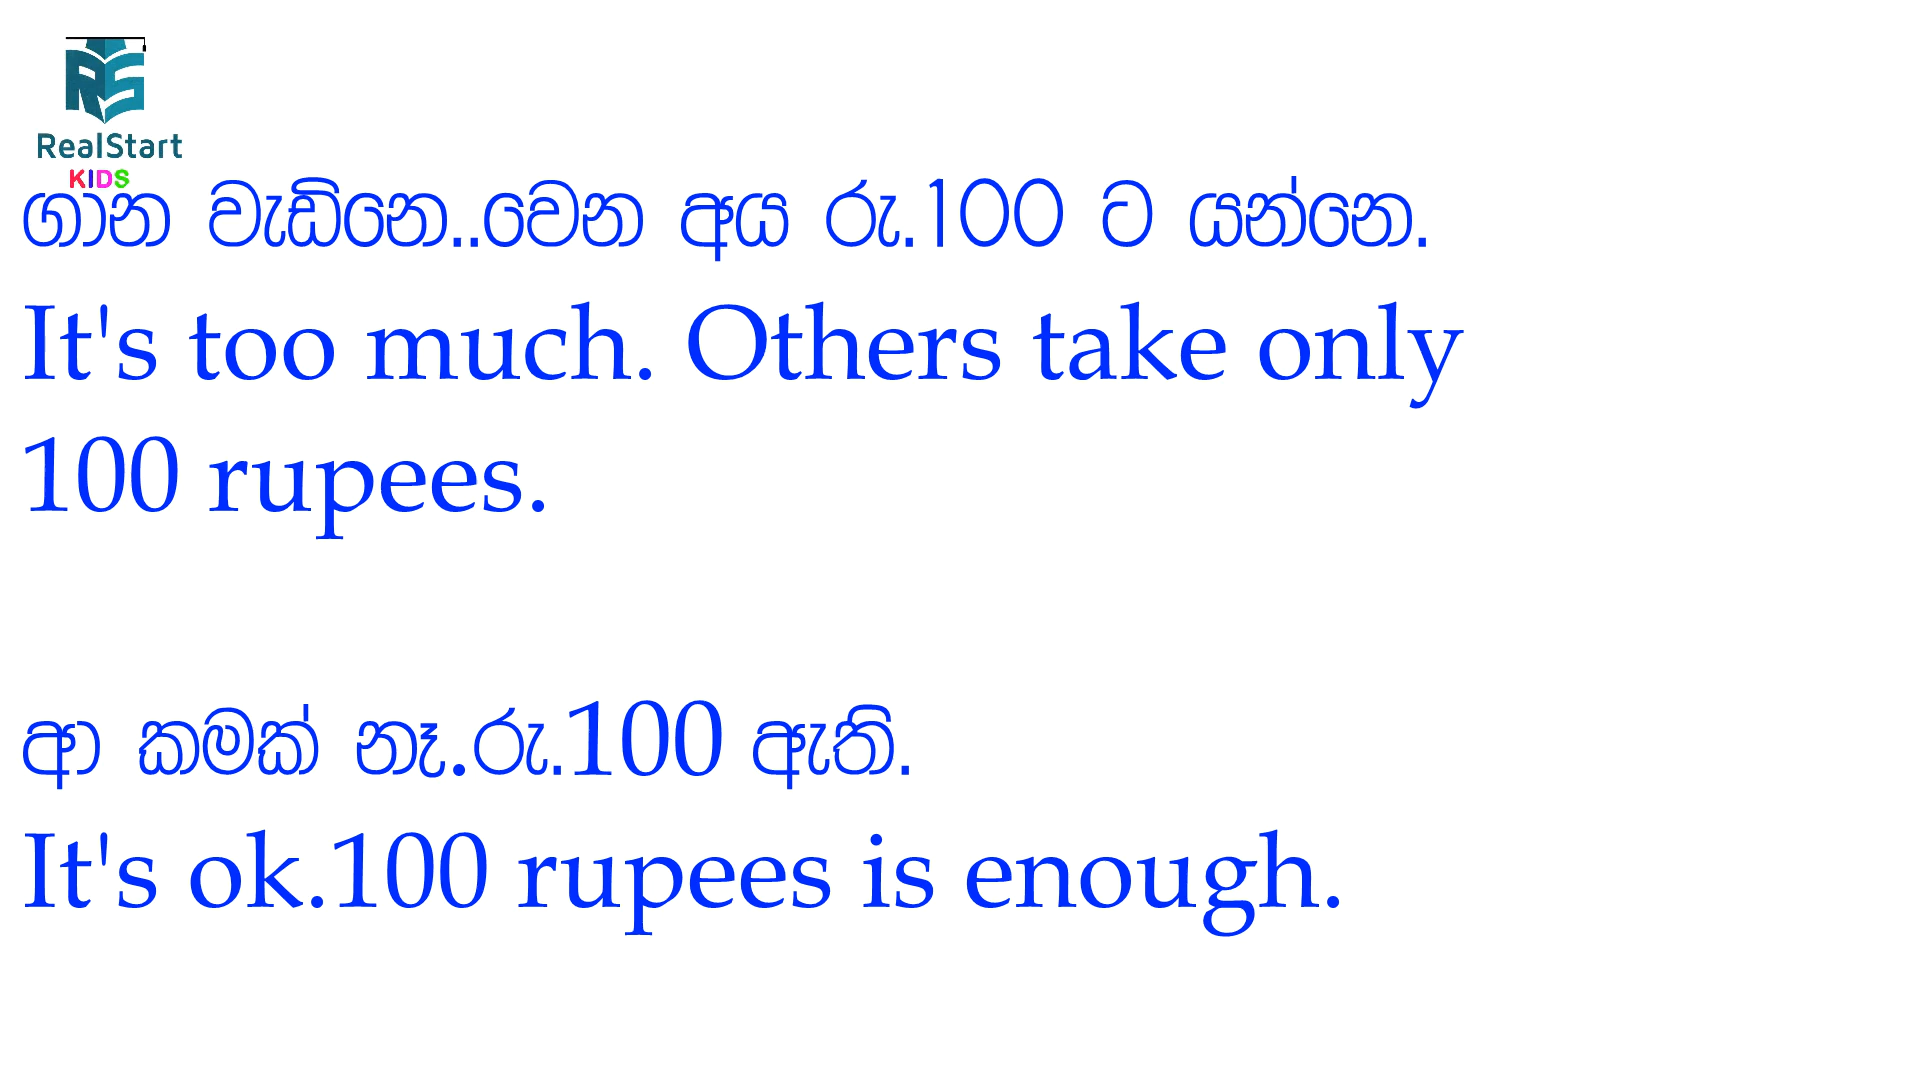 RS
RealStart
KIDS
ගාන වැඩිනෙ..වෙන අය රු.100 ට යන්නෙ.
It's too much. Others take only
100 rupees.
ආ කමක් නෑ.රු.100 ඇති.
It's ok.100 rupees is enough.